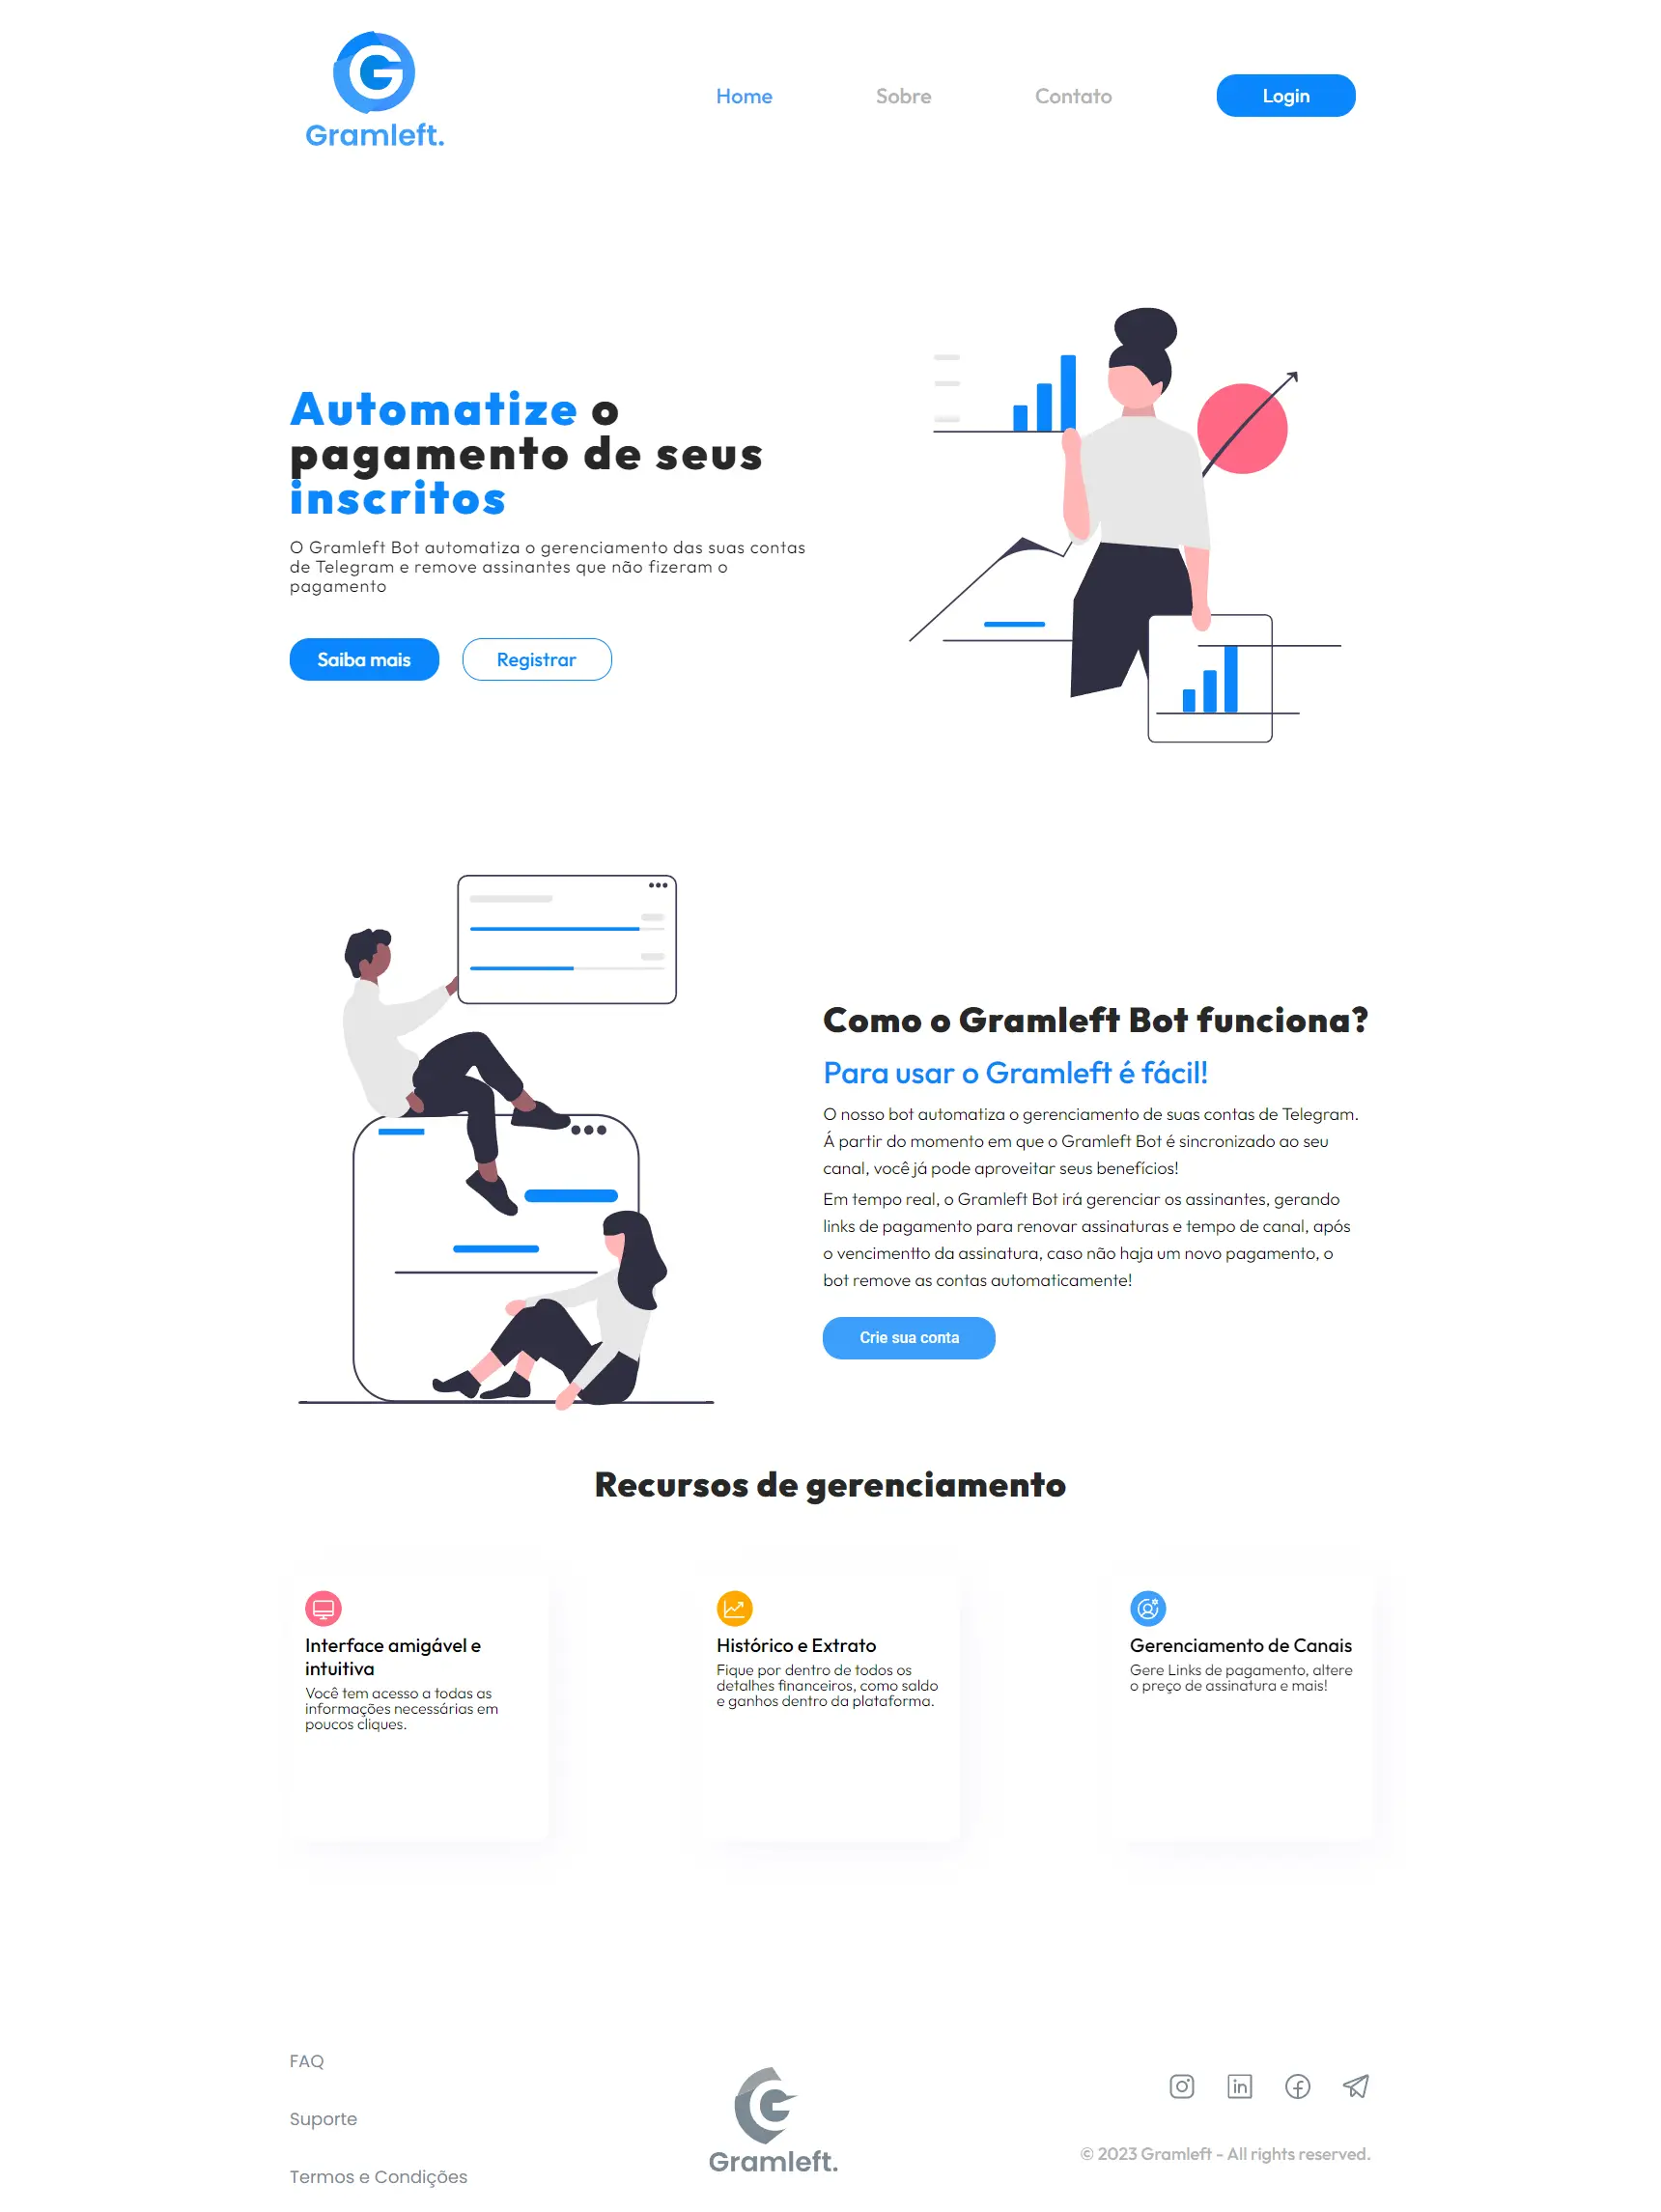 Gramleft.
Home
Sobre
Contato
Login
Automatize o
pagamento de seus
inscritos
O Gramleft Bot automatiza o gerenciamento das suas contas
de Telegram e remove assinantes que não fizeram o
pagamento
Saiba mais
Registrar
Como o Gramleft Bot funciona?
Para usar o Gramleft é fácil!
O nosso bot automatiza o gerenciamento de suas contas de Telegram.
Á partir do momento em que o Gramleft Bot é sincronizado ao seu
canal, você já pode aproveitar seus benefícios!
Em tempo real, o Gramleft Bot irá gerenciar os assinantes, gerando
links de pagamento para renovar assinaturas e tempo de canal, após
o vencimentto da assinatura, caso não haja um novo pagamento, o
bot remove as contas automaticamente!
Crie sua conta
Recursos de gerenciamento
Interface amigável e
intuitiva
Você tem acesso a todas as
informações necessárias em
poucos cliques.
Histórico e Extrato
Fique por dentro de todos os
detalhes financeiros, como saldo
e ganhos dentro da plataforma.
Gerenciamento de Canais
Gere Links de pagamento, altere
o preço de assinatura e mais!
FAQ
Suporte
Termos e Condições
Gramleft.
© 2023 Gramleft - All rights reserved.